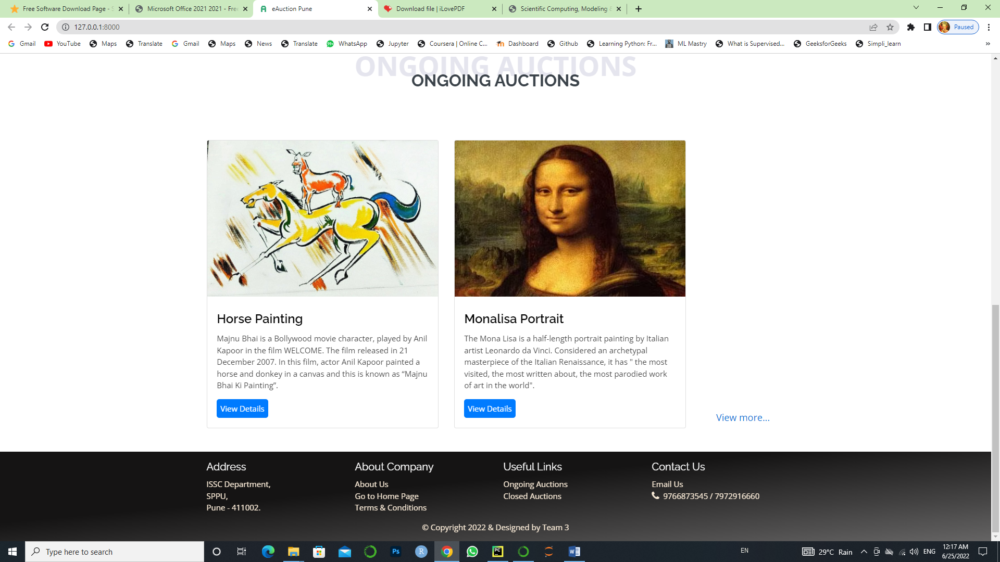 Free Software Download Page - S
Microsoft Office 2021 2021 - Free
eAuction Pune
Download file | iLovePDF
Scientific Computing, Modeling &
127.0.0.1:8000
Paused
Gmail
YouTube
Maps
Translate
Gmail
Maps
News
Translate
99+
WhatsApp
Jupyter
Coursera | Online C...
Dashboard
Github
Learning Python: Fr...
ML Mastry
What is Supervised...
GeeksforGeeks
Simpli_learn
»
ONGOING AUCTIONS
ONGOING AUCTIONS
Horse Painting
Majnu Bhai is a Bollywood movie character, played by Anil
Kapoor in the film WELCOME. The film released in 21
December 2007. In this film, actor Anil Kapoor painted a
horse and donkey in a canvas and this is known as “Majnu
Bhai Ki Painting”.
View Details
Monalisa Portrait
The Mona Lisa is a half-length portrait painting by Italian
artist Leonardo da Vinci. Considered an archetypal
masterpiece of the Italian Renaissance, it has " the most
visited, the most written about, the most parodied work
of art in the world".
View Details
View more...
Address
ISSC Department,
SPPU,
Pune - 411002.
About Company
About Us
Go to Home Page
Terms & Conditions
Useful Links
Ongoing Auctions
Closed Auctions
Contact Us
Email Us
9766873545 / 7972916660
© Copyright 2022 & Designed by Team 3
Type here to search
Ps
R
PC
W
EN
29°C Rain
ENG
12:17 AM
6/25/2022